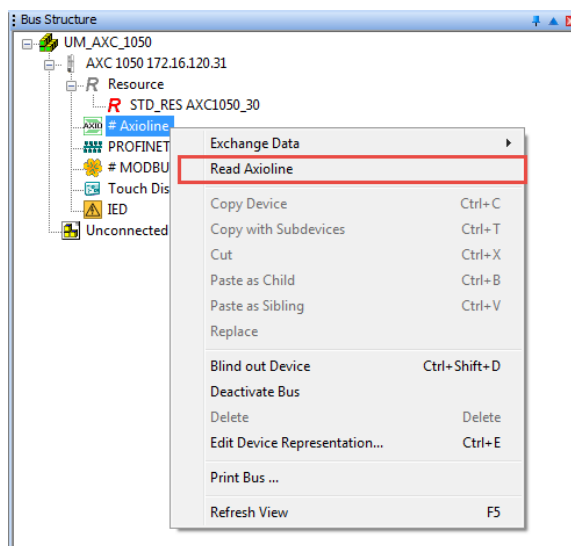 Bus Structure
UM_AXC_1050
AXC 1050 172.16.120.31
R Resource
R STD_RES AXC1050_30
AXIO # Axioline
PROFINET
# MODBU
Touch Dis
IED
Unconnected
Exchange Data
Read Axioline
Copy Device Ctrl+C
Copy with Subdevices Ctrl+T
Cut Ctrl+X
Paste as Child Ctrl+B
Paste as Sibling Ctrl+V
Replace
Blind out Device Ctrl+Shift+D
Deactivate Bus
Delete Delete
Edit Device Representation... Ctrl+E
Print Bus ...
Refresh View F5